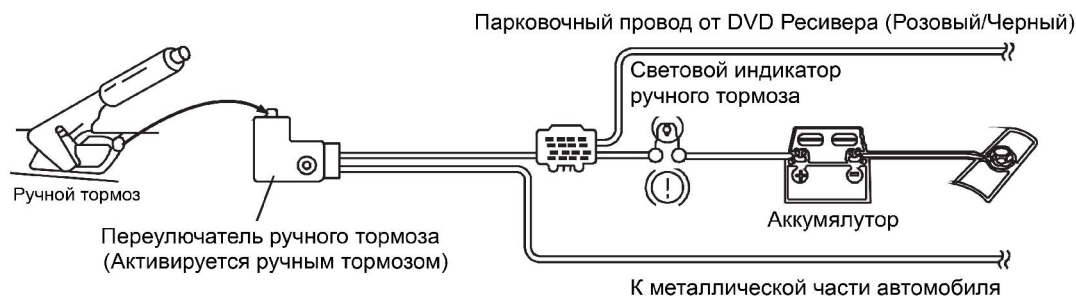 Парковочный провод от DVD Ресивера (Розовый/Черный)
Световой индикатор
ручного тормоза
Ручной тормоз
Аккумялутор
Переулючатель ручного тормоза
(Активируется ручным тормозом)
К металлической части автомобиля